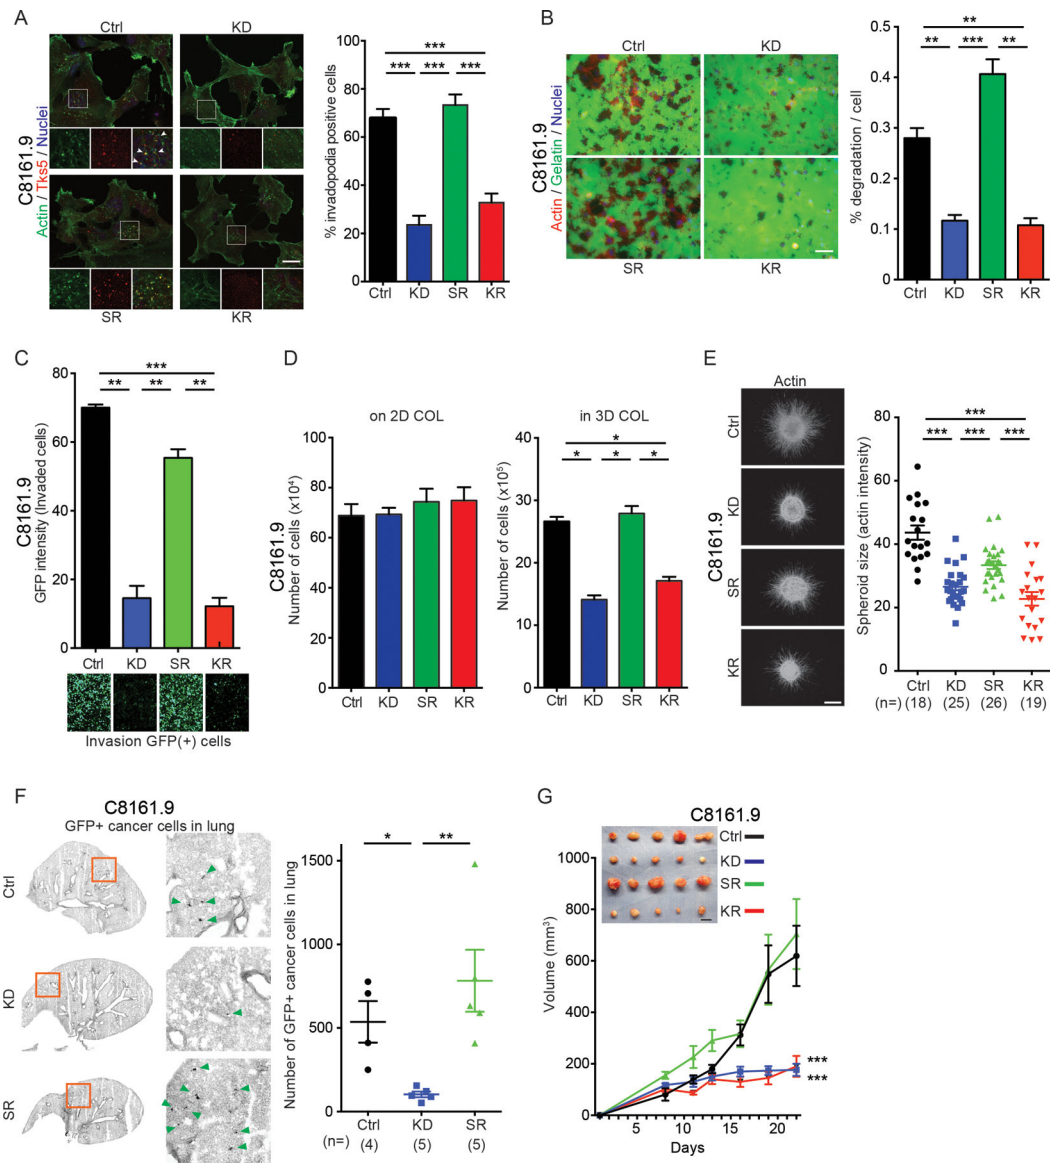 A
Ctrl
KD
C8161.9
Actin / Tks5 / Nuclei
SR
KR
% invadopodia positive cells
100
80
60
40
20
0
***
*** *** ***
Ctrl KD SR KR
B
Ctrl
KD
C8161.9
Actin / Gelatin / Nuclei
SR
KR
% degradation / cell
0.5
0.4
0.3
0.2
0.1
0
**
** *** **
Ctrl KD SR KR
C
C8161.9
GFP intensity (Invaded cells)
80
60
40
20
0
***
** ** **
Ctrl KD SR KR
Invasion GFP(+) cells
D
C8161.9
on 2D COL
Number of cells (x10⁴)
100
80
60
40
20
0
Ctrl KD SR KR
in 3D COL
Number of cells (x10⁵)
40
30
20
10
0
*
* * *
Ctrl KD SR KR
E
Actin
C8161.9
Ctrl
KD
SR
KR
Spheroid size (actin intensity)
80
60
40
20
0
***
*** *** ***
Ctrl KD SR KR
(n=) (18) (25) (26) (19)
F
C8161.9
GFP+ cancer cells in lung
Ctrl
KD
SR
Number of GFP+ cancer cells in lung
1500
1000
500
0
* **
Ctrl KD SR
(n=) (4) (5) (5)
G
C8161.9
Ctrl
KD
SR
KR
Volume (mm³)
1000
800
600
400
200
0
***
***
5 10 15 20
Days